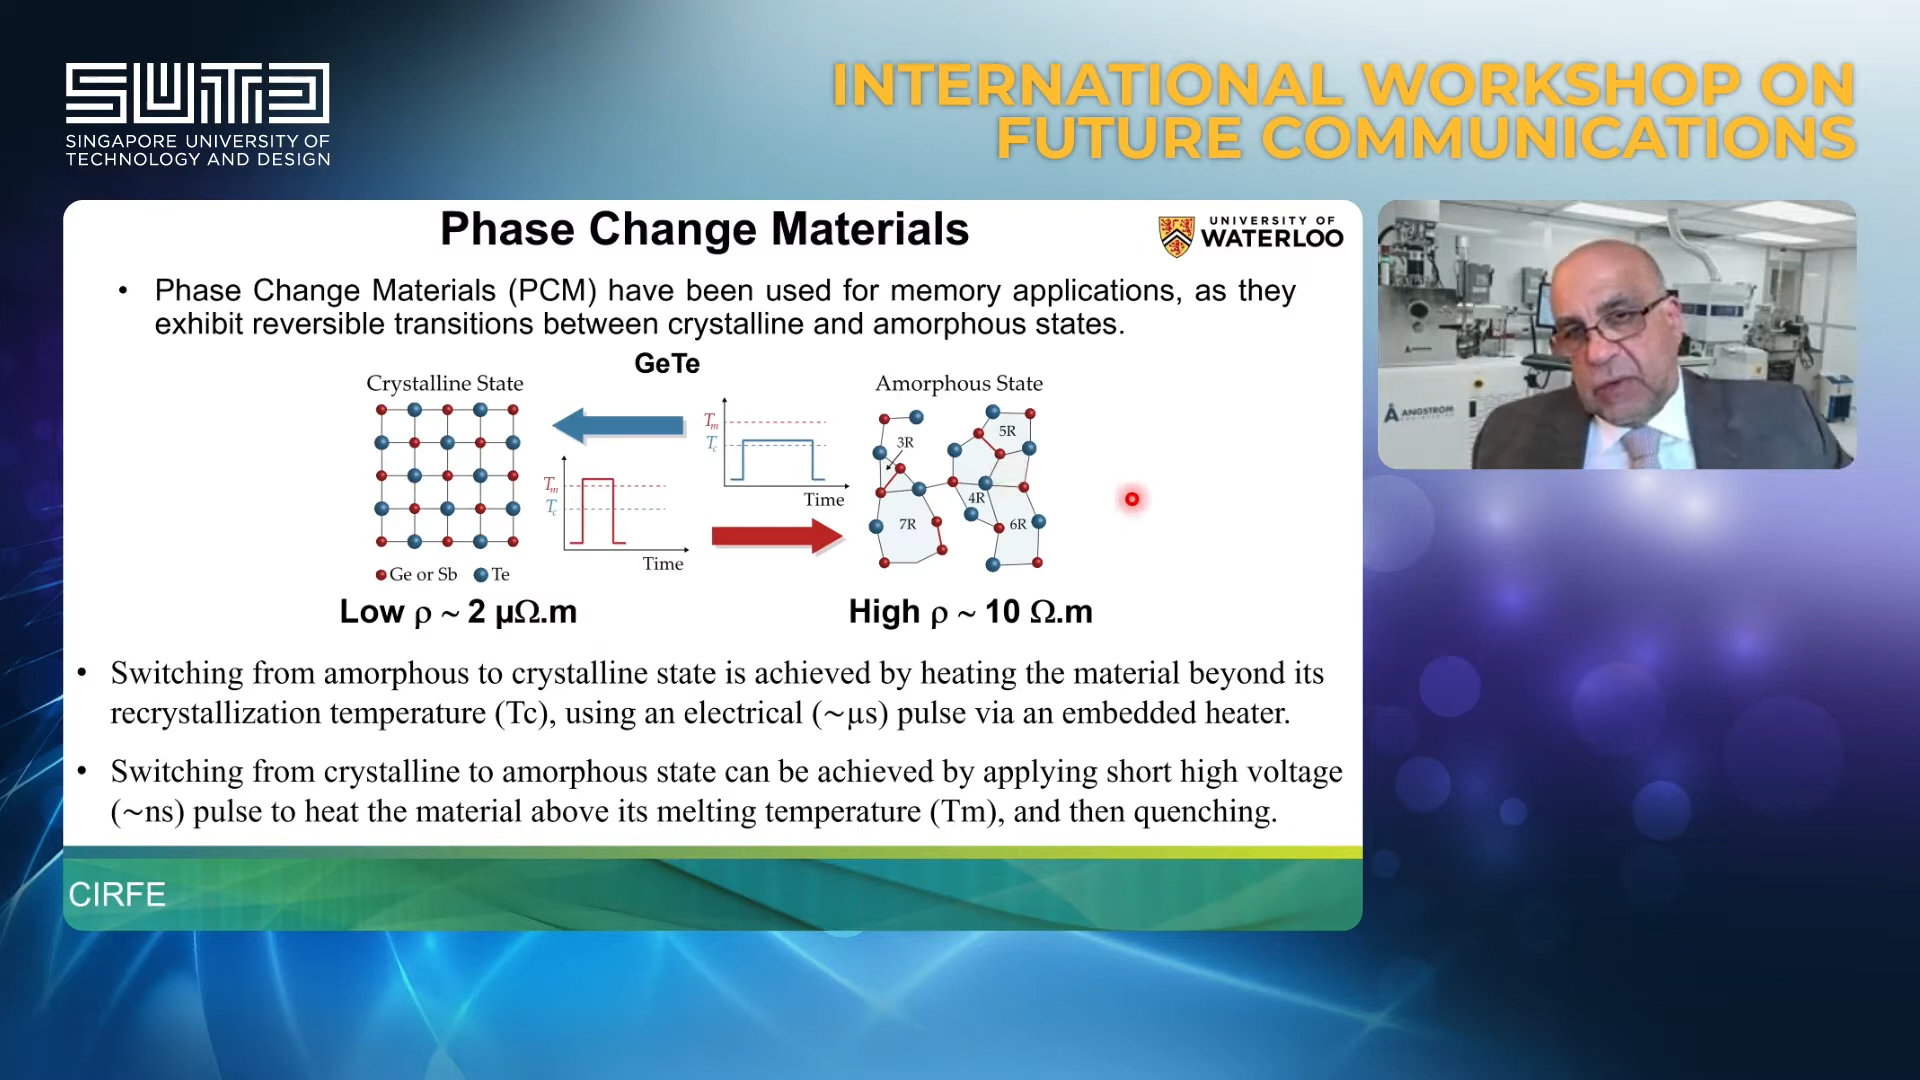 SUTD
SINGAPORE UNIVERSITY OF
TECHNOLOGY AND DESIGN
INTERNATIONAL WORKSHOP ON
FUTURE COMMUNICATIONS
Phase Change Materials
UNIVERSITY OF
WATERLOO
• Phase Change Materials (PCM) have been used for memory applications, as they
exhibit reversible transitions between crystalline and amorphous states.
GeTe
Crystalline State
Amorphous State
Tm
Tc
Time
Tm
Tc
Time
3R
5R
4R
7R
6R
Ge or Sb
Te
Low ρ ~ 2 µΩ.m
High ρ ~ 10 Ω.m
• Switching from amorphous to crystalline state is achieved by heating the material beyond its
recrystallization temperature (Tc), using an electrical (~µs) pulse via an embedded heater.
• Switching from crystalline to amorphous state can be achieved by applying short high voltage
(~ns) pulse to heat the material above its melting temperature (Tm), and then quenching.
CIRFE
ANGSTROM